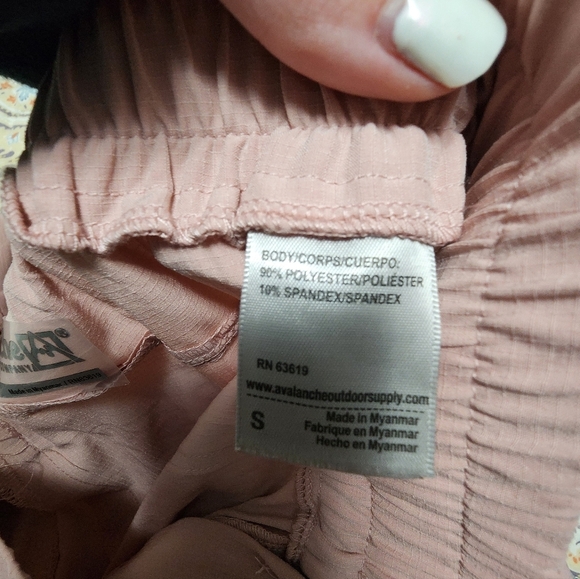 BODY/CORPS/CUERPO:
90% POLYESTER/POLIÉSTER
10% SPANDEX/SPANDEX
RN 63619
www.avalancheoutdoorsupply.com
S
Made in Myanmar
Fabrique en Myanmar
Hecho en Myanmar